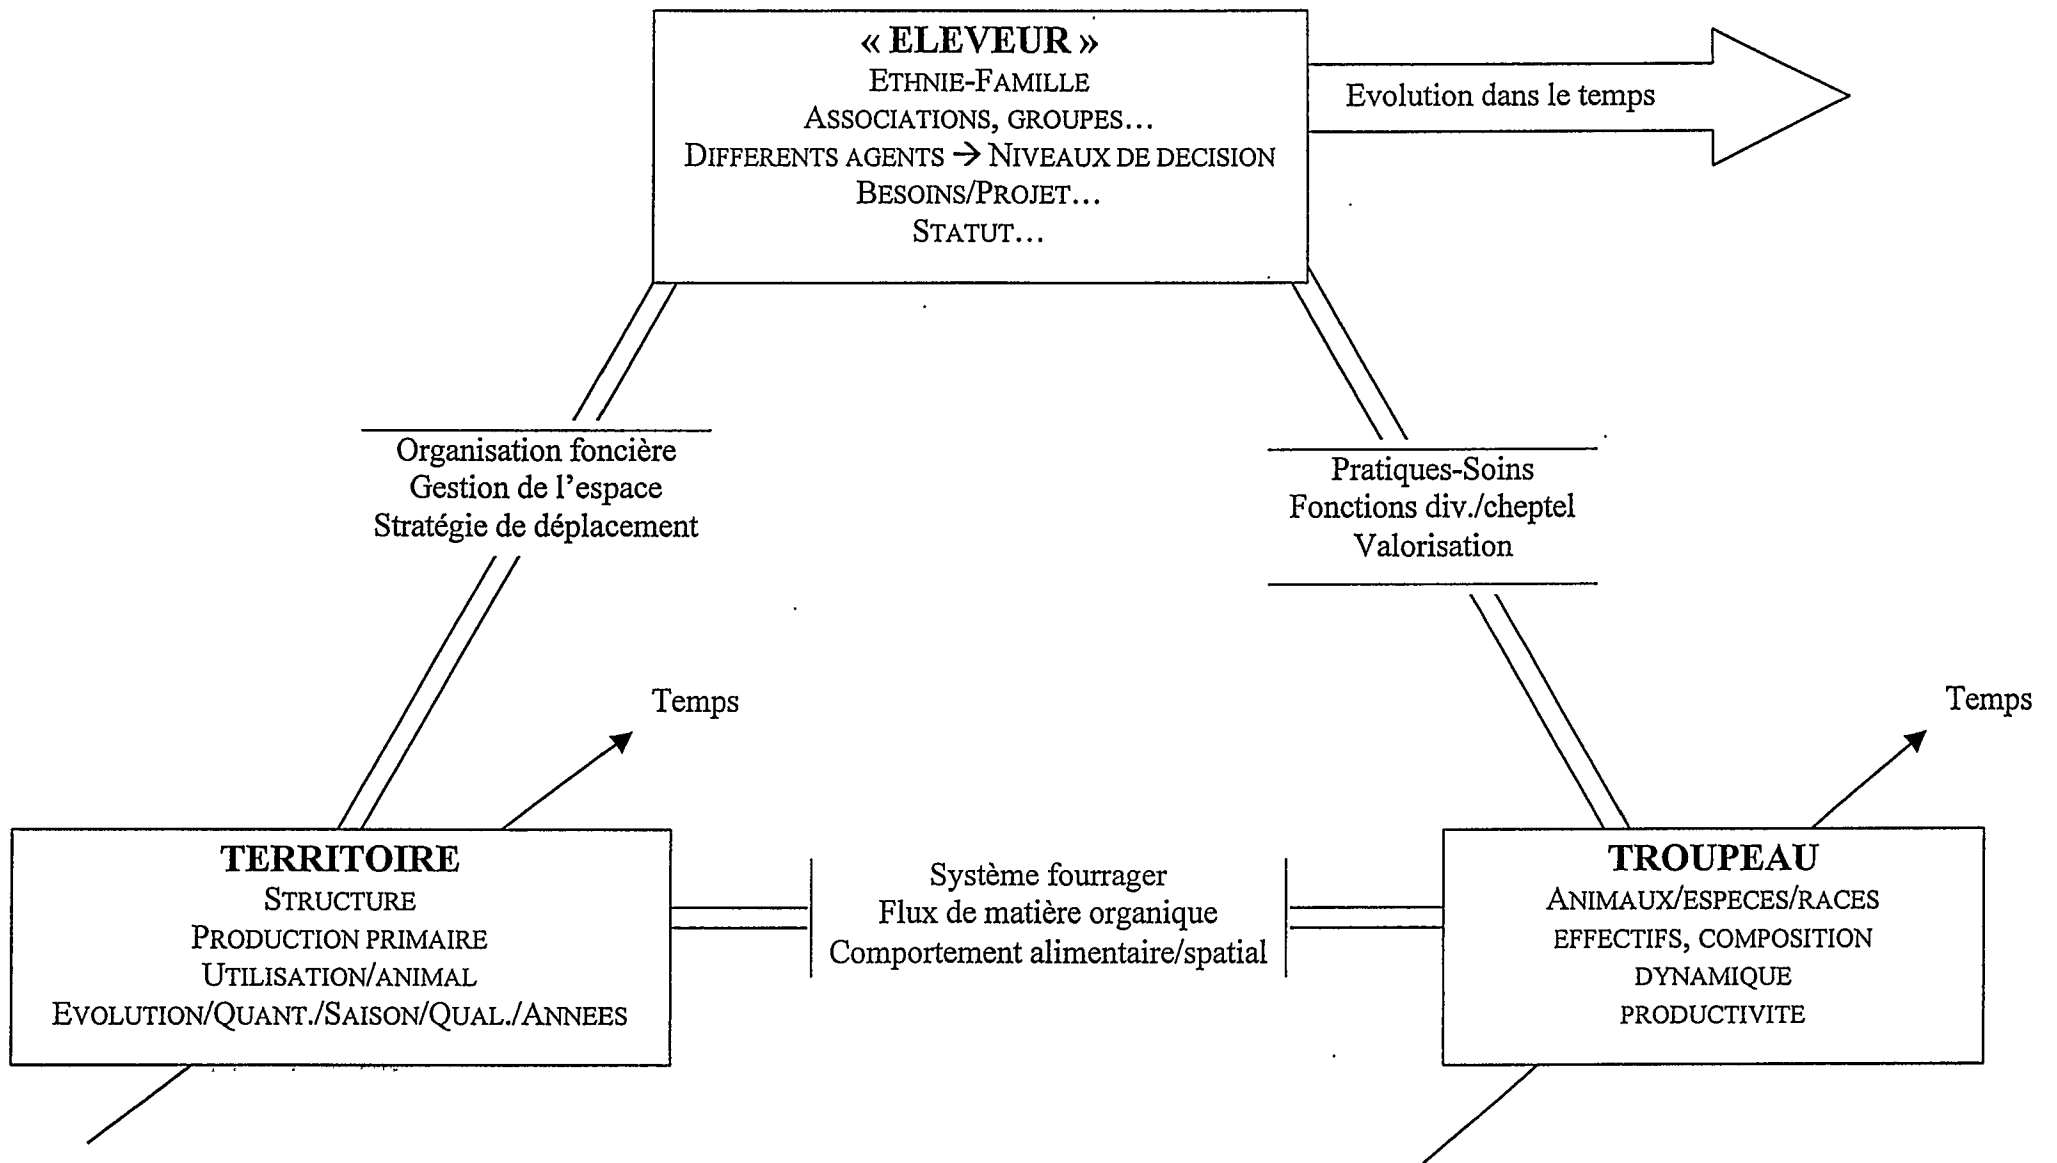 « ELEVEUR »
ETHNIE-FAMILLE
ASSOCIATIONS, GROUPES...
DIFFERENTS AGENTS → NIVEAUX DE DECISION
BESOINS/PROJET...
STATUT...
Evolution dans le temps
Organisation foncière
Gestion de l'espace
Stratégie de déplacement
Pratiques-Soins
Fonctions div./cheptel
Valorisation
Temps
Temps
TERRITOIRE
STRUCTURE
PRODUCTION PRIMAIRE
UTILISATION/ANIMAL
EVOLUTION/QUANT./SAISON/QUAL./ANNEES
Système fourrager
Flux de matière organique
Comportement alimentaire/spatial
TROUPEAU
ANIMAUX/ESPECES/RACES
EFFECTIFS, COMPOSITION
DYNAMIQUE
PRODUCTIVITE